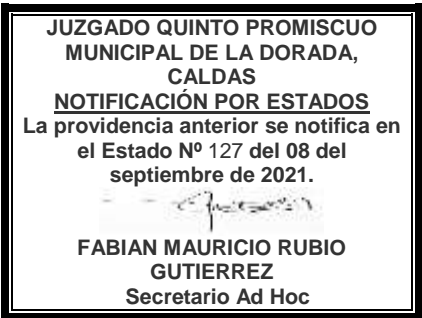 JUZGADO QUINTO PROMISCUO
MUNICIPAL DE LA DORADA,
CALDAS
NOTIFICACIÓN POR ESTADOS
La providencia anterior se notifica en
el Estado Nº 127 del 08 del
septiembre de 2021.
FABIAN MAURICIO RUBIO
GUTIERREZ
Secretario Ad Hoc